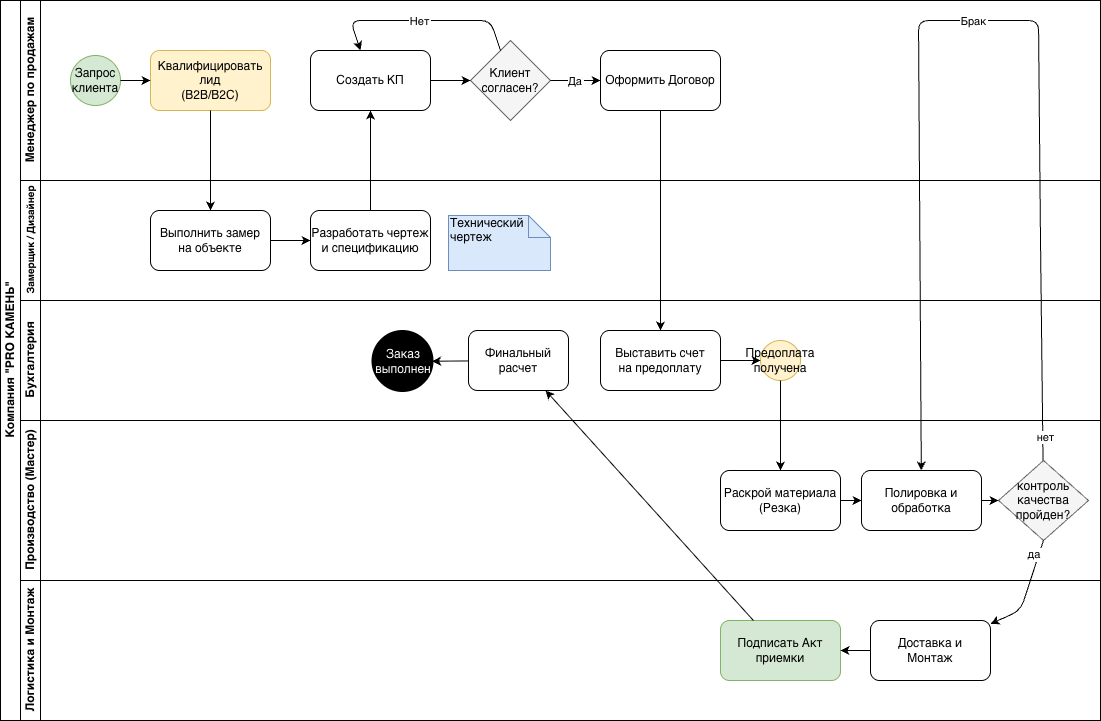 Компания "PRO КАМЕНЬ"
Менеджер по продажам
Запрос
клиента
Квалифицировать
лид
(B2B/B2C)
Нет
Создать КП
Клиент
согласен?
Да
Оформить Договор
Брак
Замерщик / Дизайнер
Выполнить замер
на объекте
Разработать чертеж
и спецификацию
Технический
чертеж
Бухгалтерия
Заказ
выполнен
Финальный
расчет
Выставить счет
на предоплату
Предоплата
получена
Производство (Мастер)
Раскрой материала
(Резка)
Полировка и
обработка
нет
контроль
качества
пройден?
да
Логистика и Монтаж
Подписать Акт
приемки
Доставка и
Монтаж